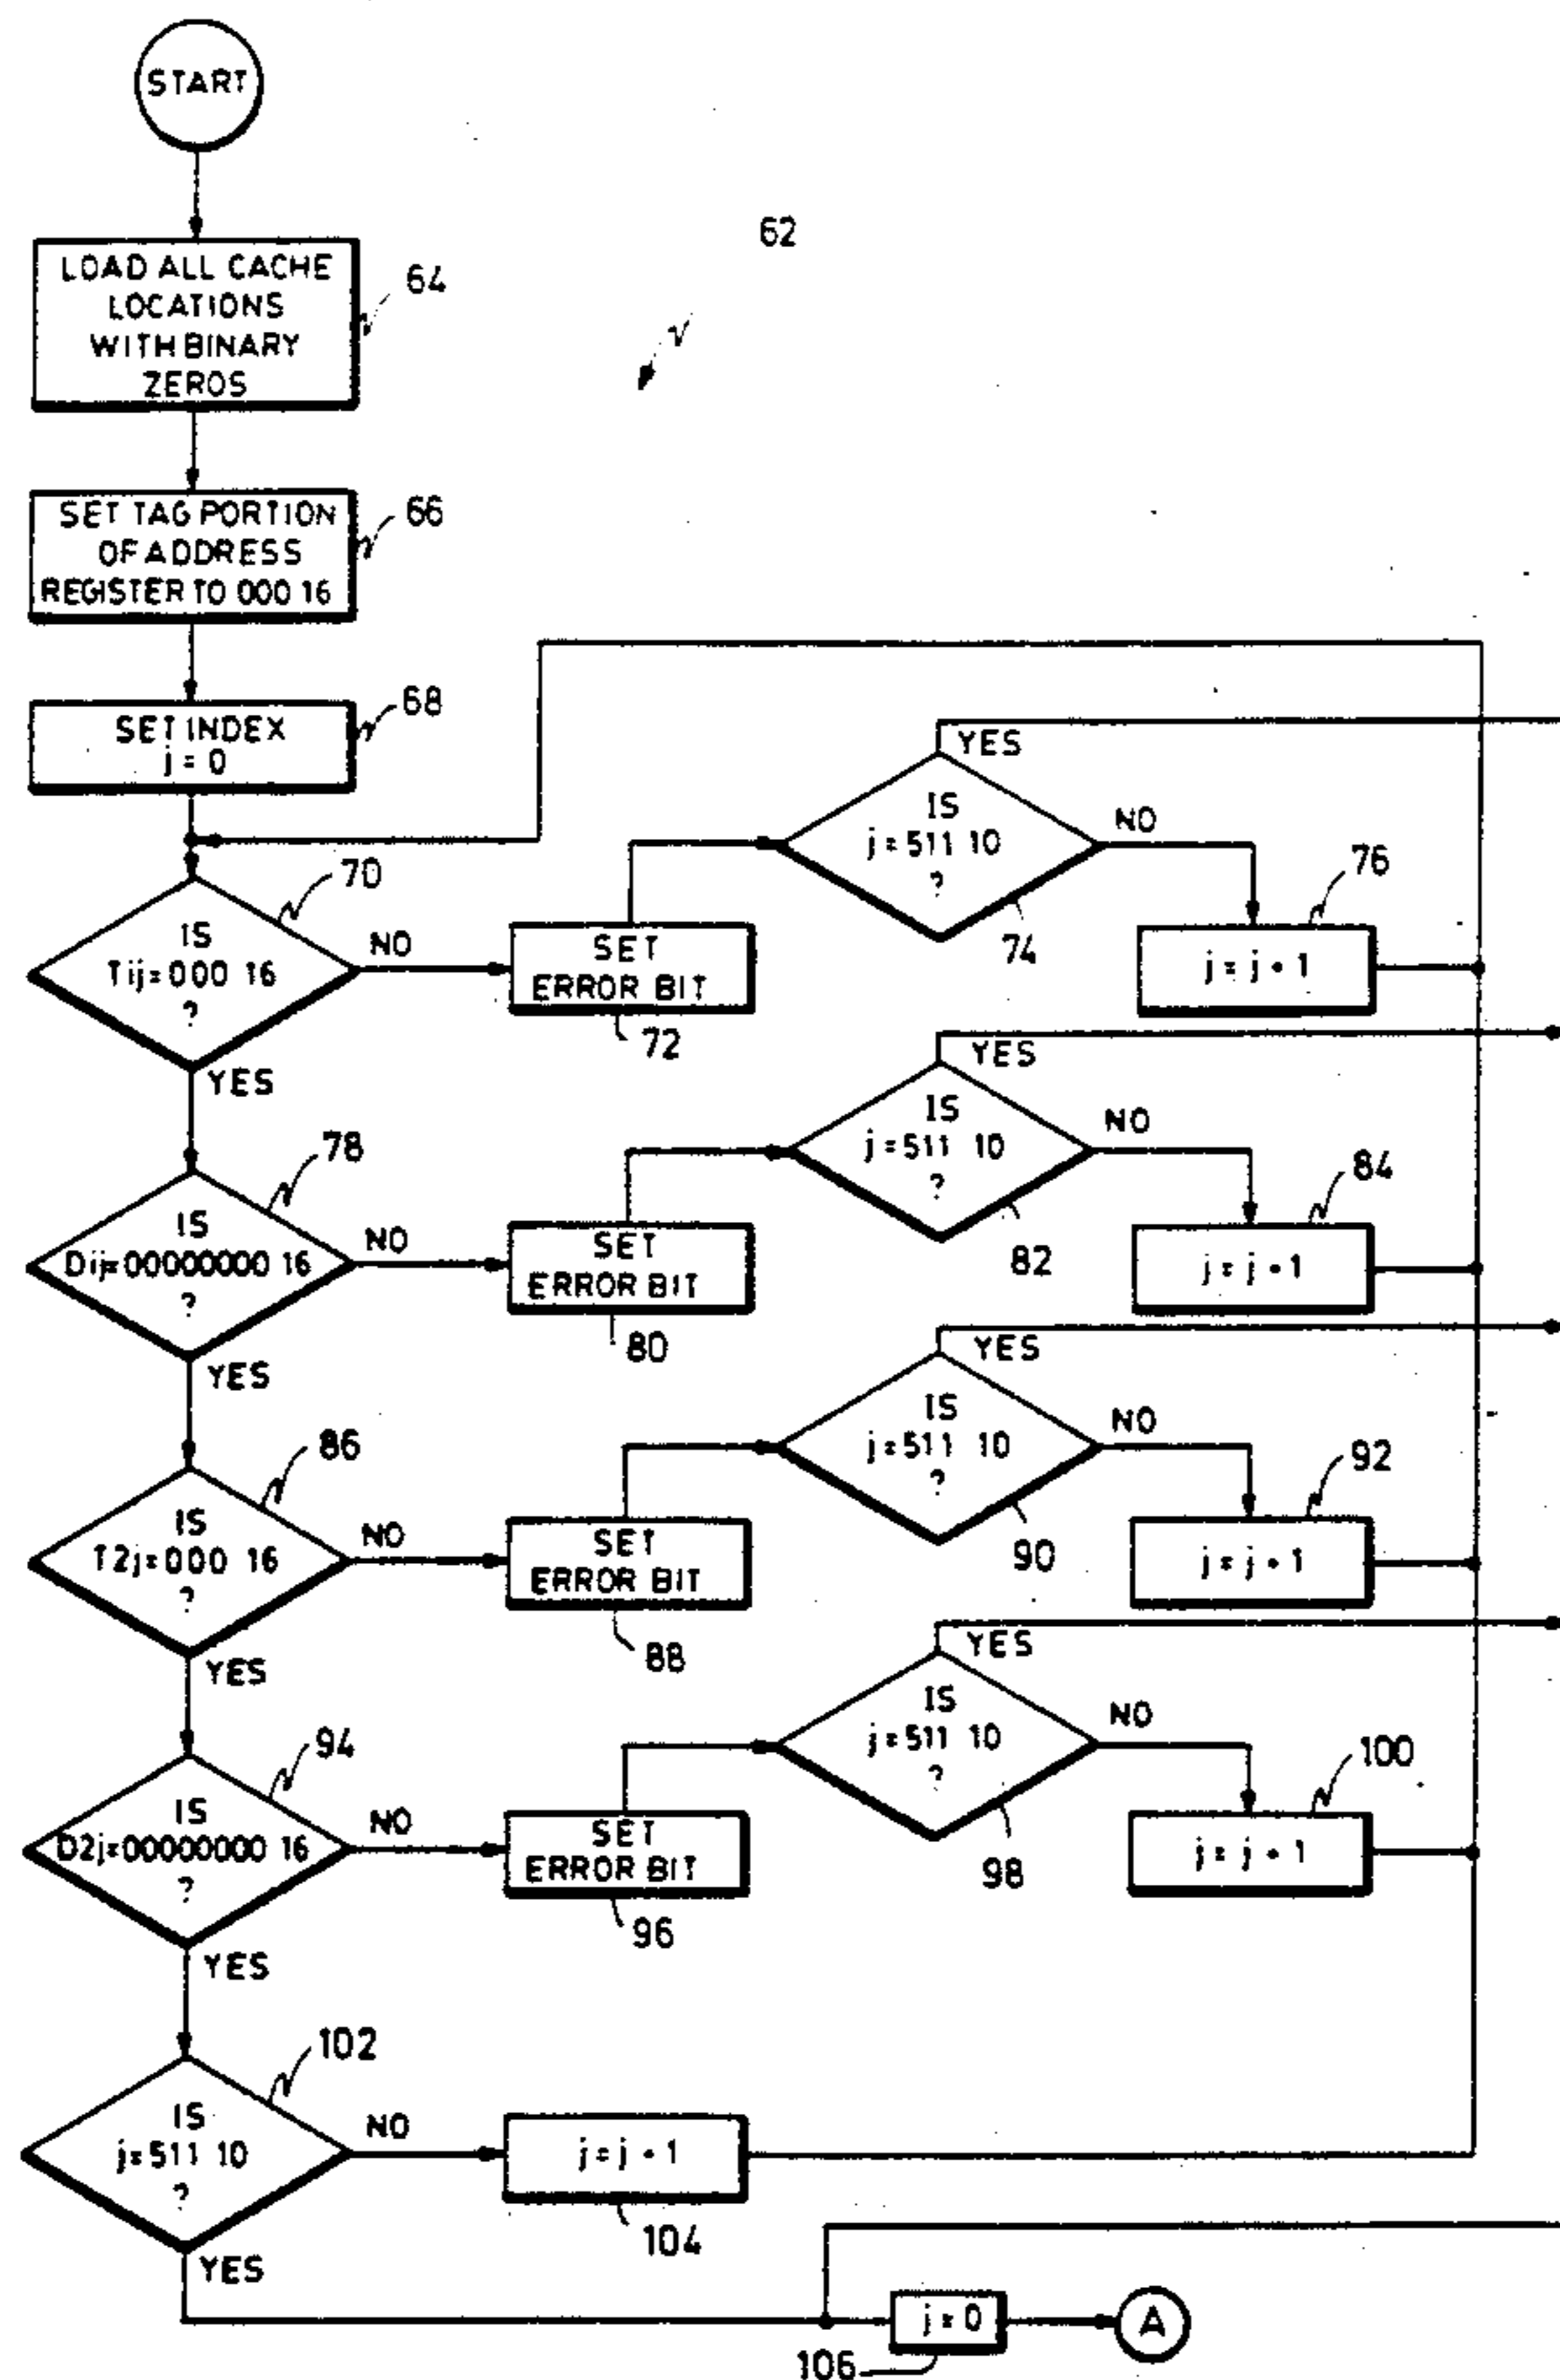 START
62
LOAD ALL CACHE
LOCATIONS
WITH BINARY
ZEROS
64
SET TAG PORTION
OF ADDRESS
REGISTER TO 000 16
66
SET INDEX
j = 0
68
IS
Tij=000 16
?
70
NO
YES
SET
ERROR BIT
72
IS
j=511 10
?
74
YES
NO
j = j + 1
76
IS
Dij=00000000 16
?
78
NO
YES
SET
ERROR BIT
80
IS
j=511 10
?
82
YES
NO
j = j + 1
84
IS
T2j=000 16
?
86
NO
YES
SET
ERROR BIT
88
IS
j=511 10
?
90
YES
NO
j = j + 1
92
IS
D2j=00000000 16
?
94
NO
YES
SET
ERROR BIT
96
IS
j=511 10
?
98
YES
NO
j = j + 1
100
IS
j=511 10
?
102
NO
YES
j = j + 1
104
j = 0
106
A